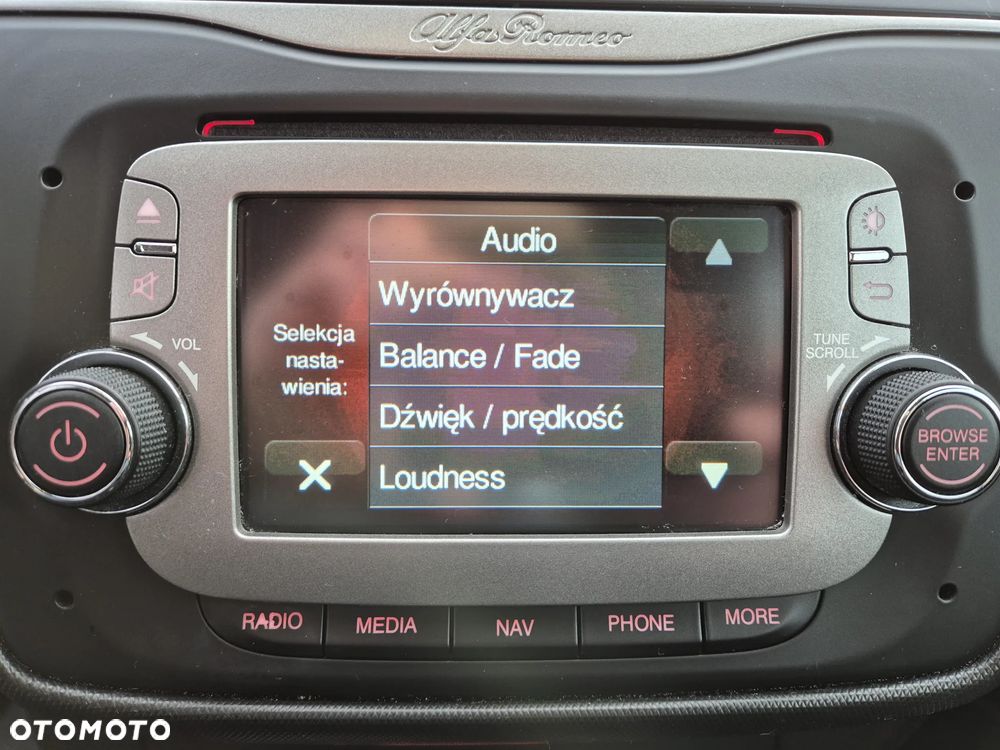 Alfa Romeo
Audio
Wyrównywacz
Selekcja
nasta-
wienia:
Balance / Fade
Dźwięk / prędkość
Loudness
VOL
TUNE
SCROLL
BROWSE
ENTER
RADIO
MEDIA
NAV
PHONE
MORE
OTOMOTO